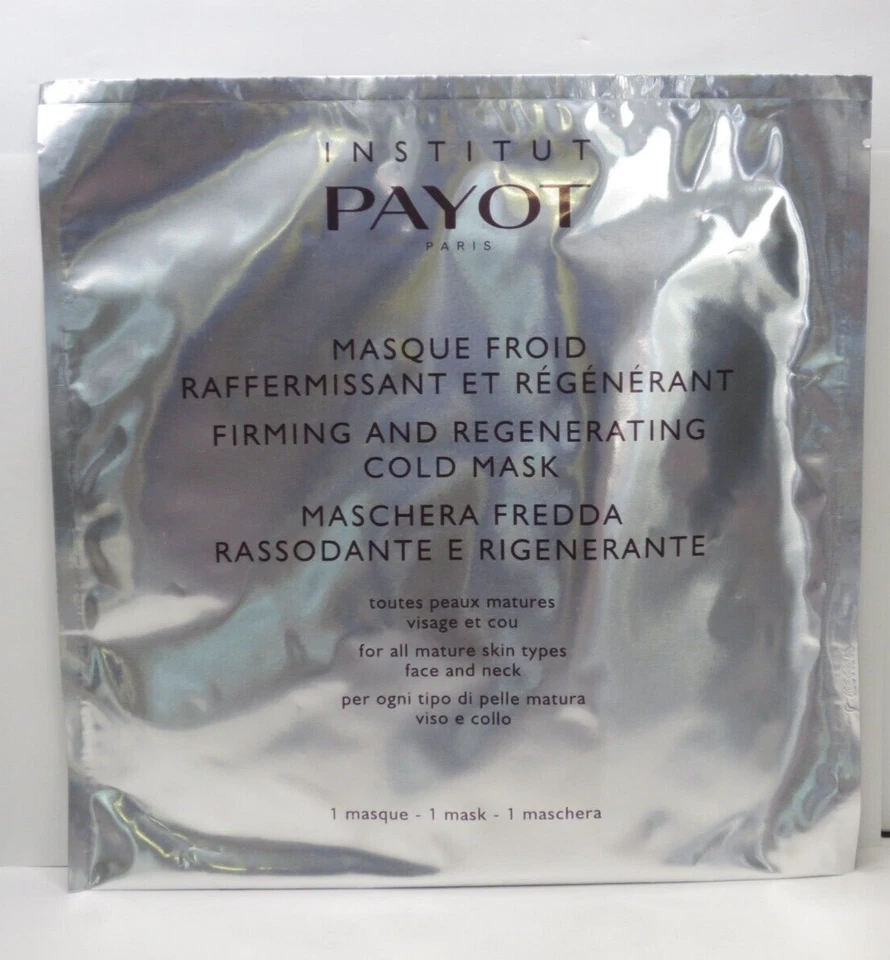 INSTITUT
PAYOT
PARIS
MASQUE FROID
RAFFERMISSANT ET RÉGÉNÉRANT
FIRMING AND REGENERATING
COLD MASK
MASCHERA FREDDA
RASSODANTE E RIGENERANTE
toutes peaux matures
visage et cou
for all mature skin types
face and neck
per ogni tipo di pelle matura
viso e collo
1 masque - 1 mask - 1 maschera